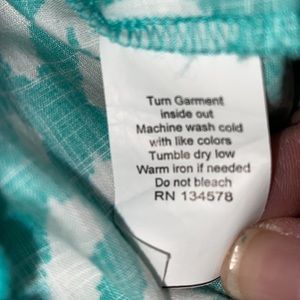 Turn Garment
inside out
Machine wash cold
with like colors
Tumble dry low
Warm iron if needed
Do not bleach
RN 134578